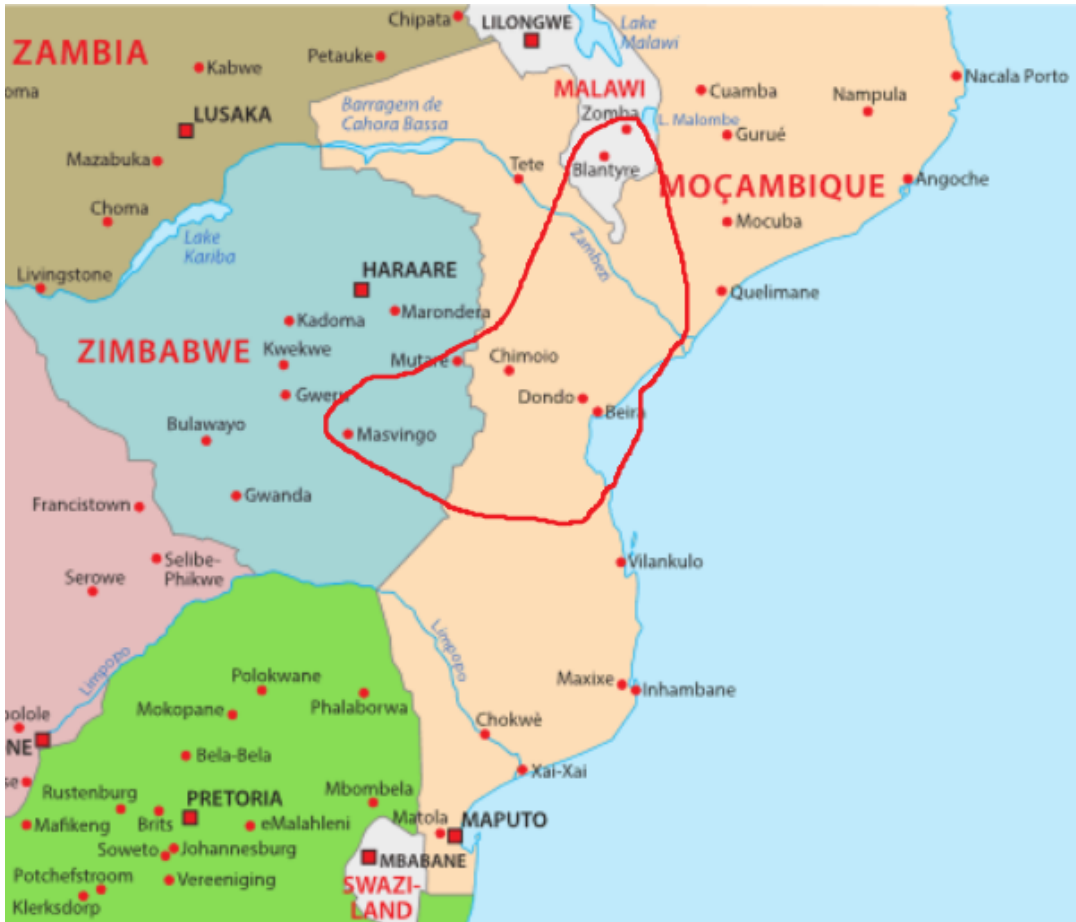 Chipata
LILONGWE
Lake
Malawi
ZAMBIA
Petauke
Kabwe
Nacala Porto
oma
MALAWI
Cuamba
Nampula
Barragem de
Cahora Bassa
LUSAKA
Zomba
L. Malombe
Gurué
Mazabuka
Tete
Blantyre
MOÇAMBIQUE
Angoche
Choma
Mocuba
Lake
Kariba
Zambezi
Livingstone
HARAARE
Quelimane
Marondera
Kadoma
ZIMBABWE
Kwekwe
Mutare
Chimoio
Gweru
Dondo
Beira
Bulawayo
Masvingo
Gwanda
Francistown
Selibe-
Phikwe
Vilankulo
Serowe
Limpopo
Limpopo
Polokwane
Maxixe
Inhambane
Mokopane
Phalaborwa
olole
Chokwè
NE
Bela-Bela
Xai-Xai
se
Rustenburg
PRETORIA
Mbombela
Mafikeng
Brits
eMalahleni
Matola
MAPUTO
Soweto
Johannesburg
MBABANE
Potchefstroom
Vereeniging
SWAZI-
LAND
Klerksdorp